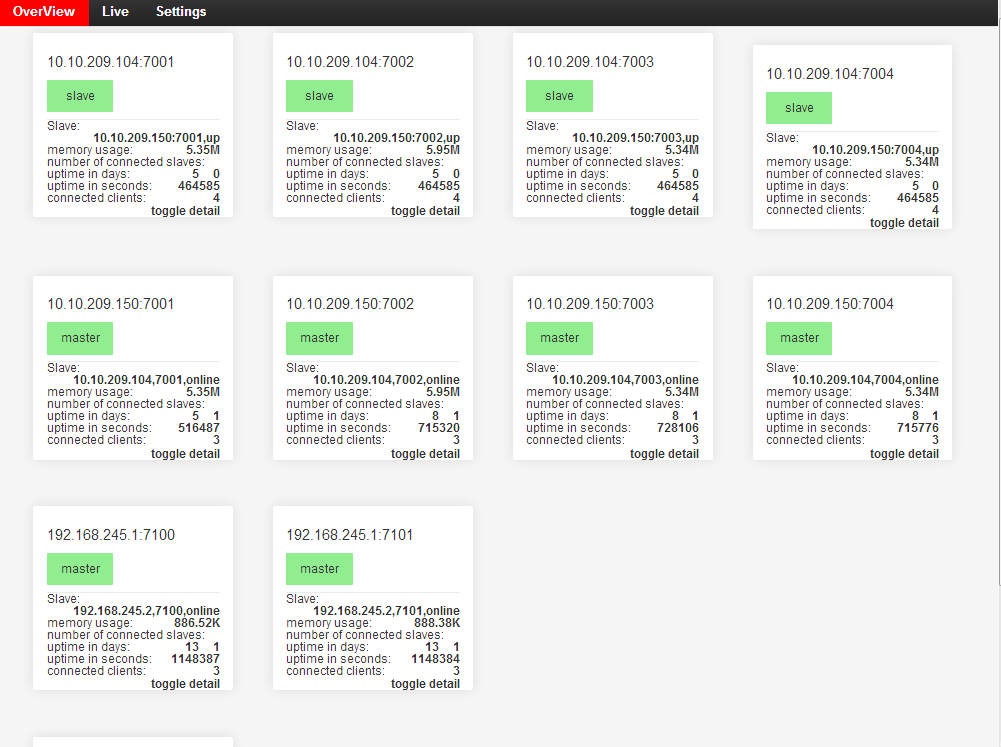 OverView Live Settings
10.10.209.104:7001
slave
Slave:
10.10.209.150:7001,up
memory usage: 5.35M
number of connected slaves:
uptime in days: 5 0
uptime in seconds: 464585
connected clients: 4
toggle detail
10.10.209.104:7002
slave
Slave:
10.10.209.150:7002,up
memory usage: 5.95M
number of connected slaves:
uptime in days: 5 0
uptime in seconds: 464585
connected clients: 4
toggle detail
10.10.209.104:7003
slave
Slave:
10.10.209.150:7003,up
memory usage: 5.34M
number of connected slaves:
uptime in days: 5 0
uptime in seconds: 464585
connected clients: 4
toggle detail
10.10.209.104:7004
slave
Slave:
10.10.209.150:7004,up
memory usage: 5.34M
number of connected slaves:
uptime in days: 5 0
uptime in seconds: 464585
connected clients: 4
toggle detail
10.10.209.150:7001
master
Slave:
10.10.209.104,7001,online
memory usage: 5.35M
number of connected slaves:
uptime in days: 5 1
uptime in seconds: 516487
connected clients: 3
toggle detail
10.10.209.150:7002
master
Slave:
10.10.209.104,7002,online
memory usage: 5.95M
number of connected slaves:
uptime in days: 8 1
uptime in seconds: 715320
connected clients: 3
toggle detail
10.10.209.150:7003
master
Slave:
10.10.209.104,7003,online
memory usage: 5.34M
number of connected slaves:
uptime in days: 8 1
uptime in seconds: 728106
connected clients: 3
toggle detail
10.10.209.150:7004
master
Slave:
10.10.209.104,7004,online
memory usage: 5.34M
number of connected slaves:
uptime in days: 8 1
uptime in seconds: 715776
connected clients: 3
toggle detail
192.168.245.1:7100
master
Slave:
192.168.245.2,7100,online
memory usage: 886.52K
number of connected slaves:
uptime in days: 13 1
uptime in seconds: 1148387
connected clients: 3
toggle detail
192.168.245.1:7101
master
Slave:
192.168.245.2,7101,online
memory usage: 888.38K
number of connected slaves:
uptime in days: 13 1
uptime in seconds: 1148384
connected clients: 3
toggle detail